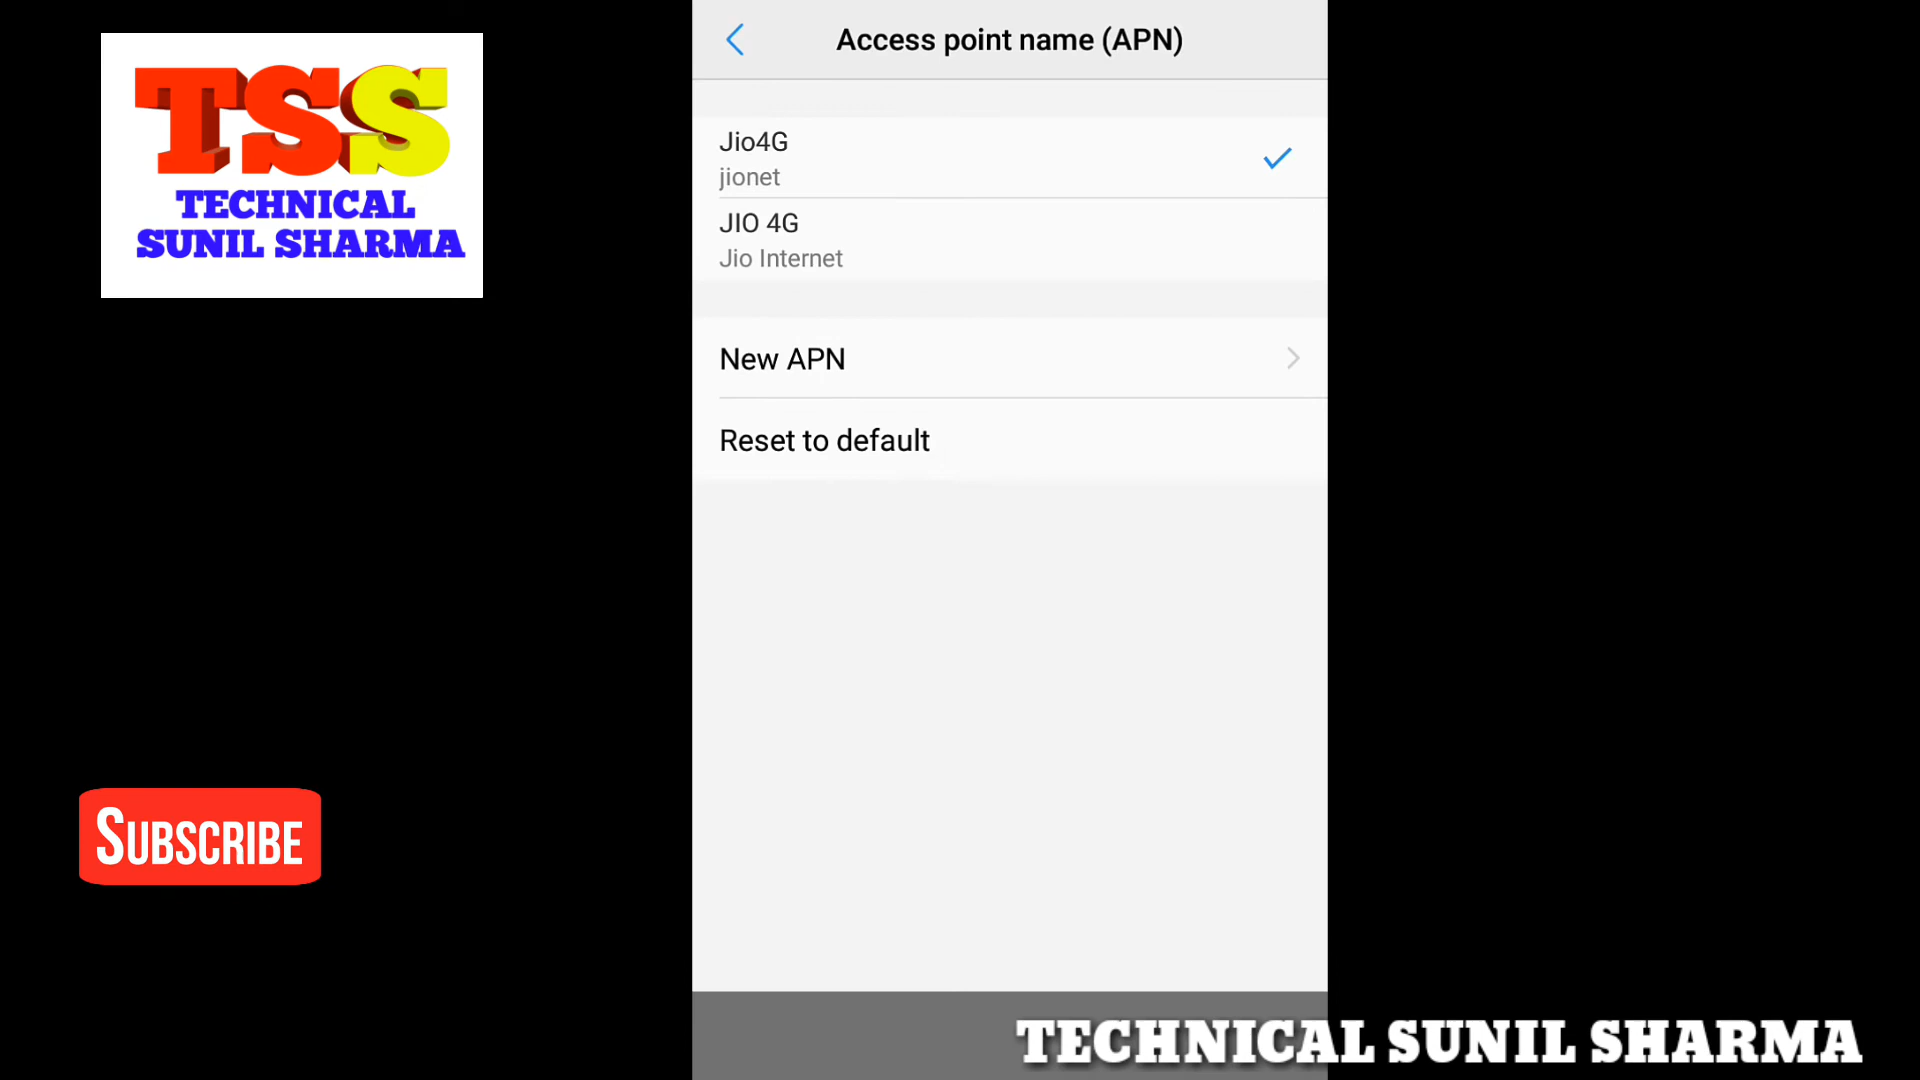 TSS
TECHNICAL
SUNIL SHARMA
Access point name (APN)
Jio4G
jionet
JIO 4G
Jio Internet
New APN
Reset to default
SUBSCRIBE
TECHNICAL SUNIL SHARMA